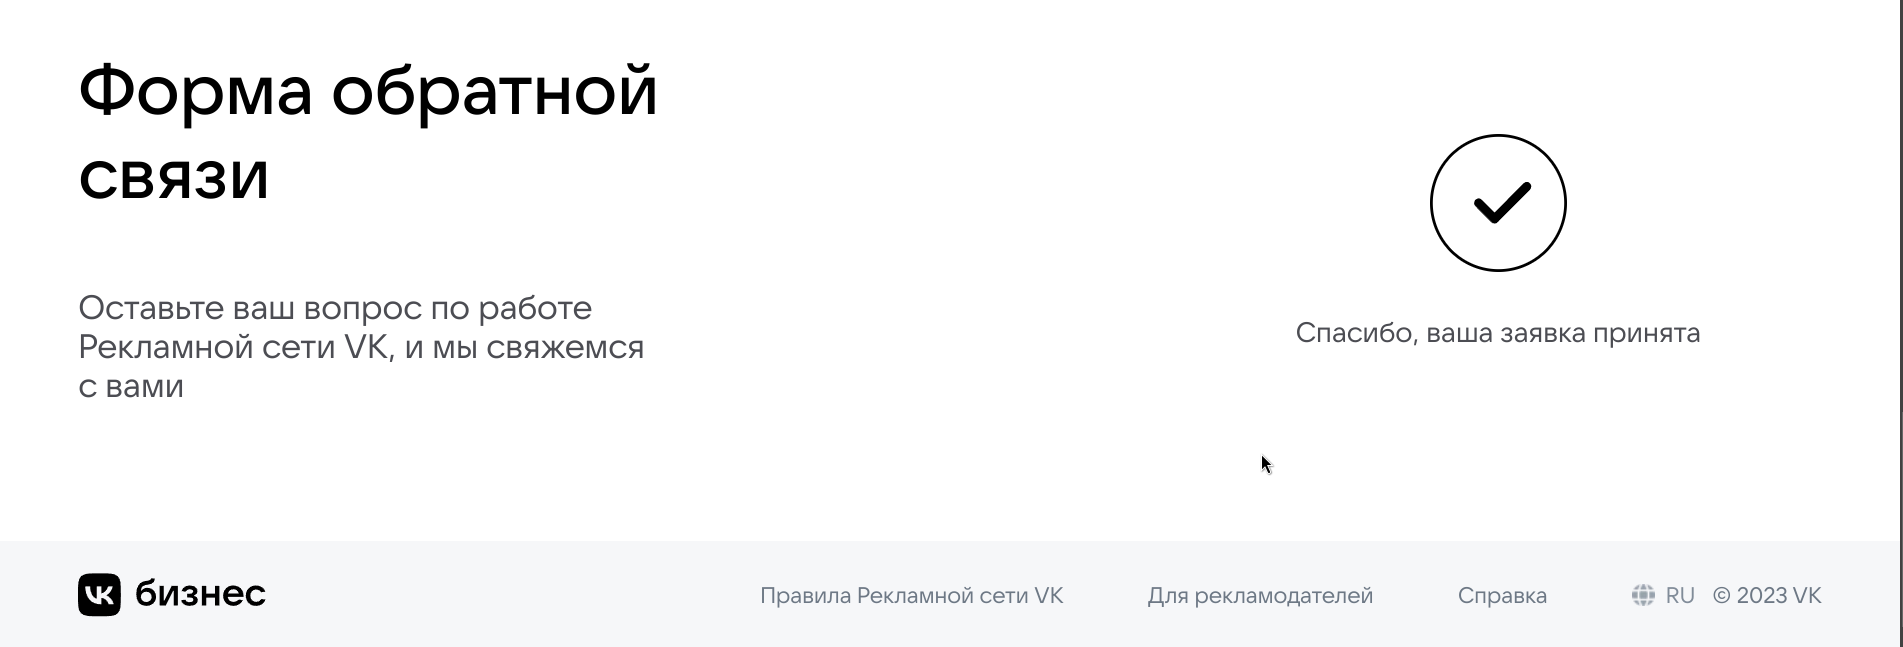 Форма обратной
связи
Оставьте ваш вопрос по работе
Рекламной сети VK, и мы свяжемся
с вами
Спасибо, ваша заявка принята
VK бизнес
Правила Рекламной сети VK
Для рекламодателей
Справка
RU
© 2023 VK